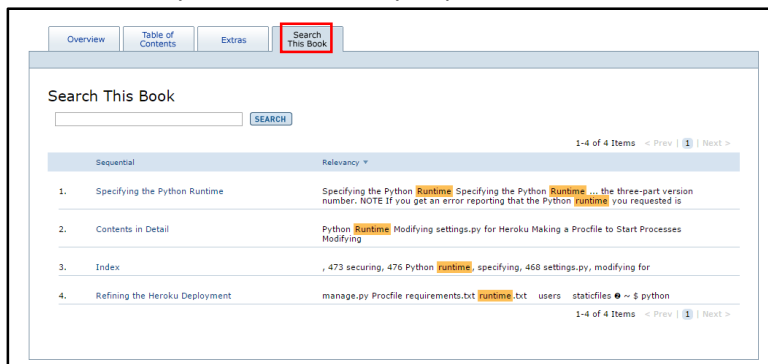 Overview
Table of
Contents
Extras
Search
This Book
Search This Book
SEARCH
1-4 of 4 Items < Prev | 1 | Next >
Sequential Relevancy ▼
1. Specifying the Python Runtime Specifying the Python Runtime Specifying the Python Runtime ... the three-part version
number. NOTE If you get an error reporting that the Python runtime you requested is
2. Contents in Detail Python Runtime Modifying settings.py for Heroku Making a Procfile to Start Processes
Modifying
3. Index , 473 securing, 476 Python runtime, specifying, 468 settings.py, modifying for
4. Refining the Heroku Deployment manage.py Procfile requirements.txt runtime.txt users staticfiles ❷ ~ $ python
1-4 of 4 Items < Prev | 1 | Next >